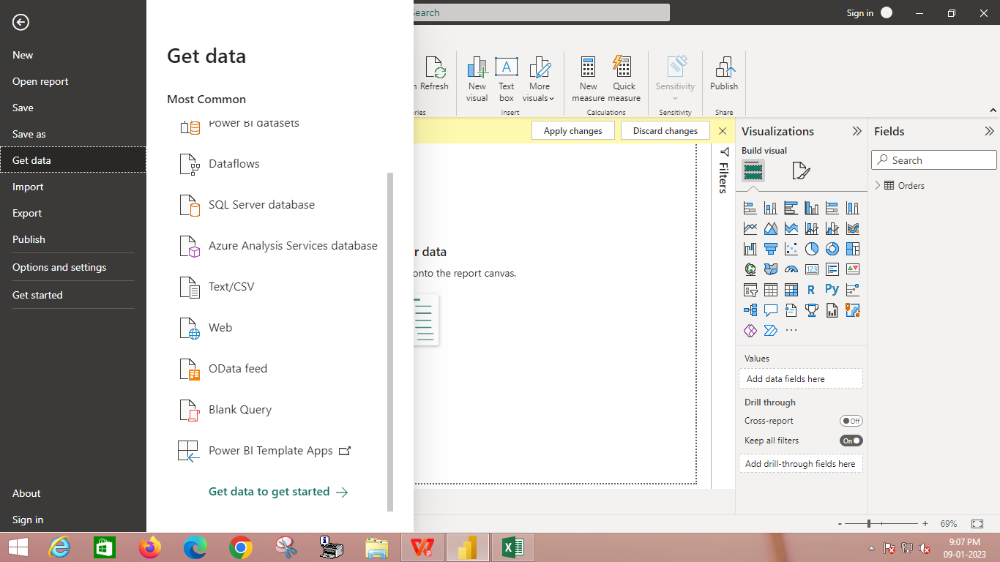 Search
Sign in
New
Open report
Save
Save as
Get data
Import
Export
Publish
Options and settings
Get started
About
Sign in
Get data
Most Common
Power BI datasets
Dataflows
SQL Server database
Azure Analysis Services database
Text/CSV
Web
OData feed
Blank Query
Power BI Template Apps
Get data to get started
Refresh
New
visual
Text
box
More
visuals
Insert
New
measure
Quick
measure
Calculations
Sensitivity
Sensitivity
Publish
Share
Apply changes
Discard changes
r data
onto the report canvas.
Filters
Visualizations
Build visual
123
R
Py
Values
Add data fields here
Drill through
Cross-report
Off
Keep all filters
On
Add drill-through fields here
Fields
Search
Orders
- + 69%
9:07 PM
09-01-2023